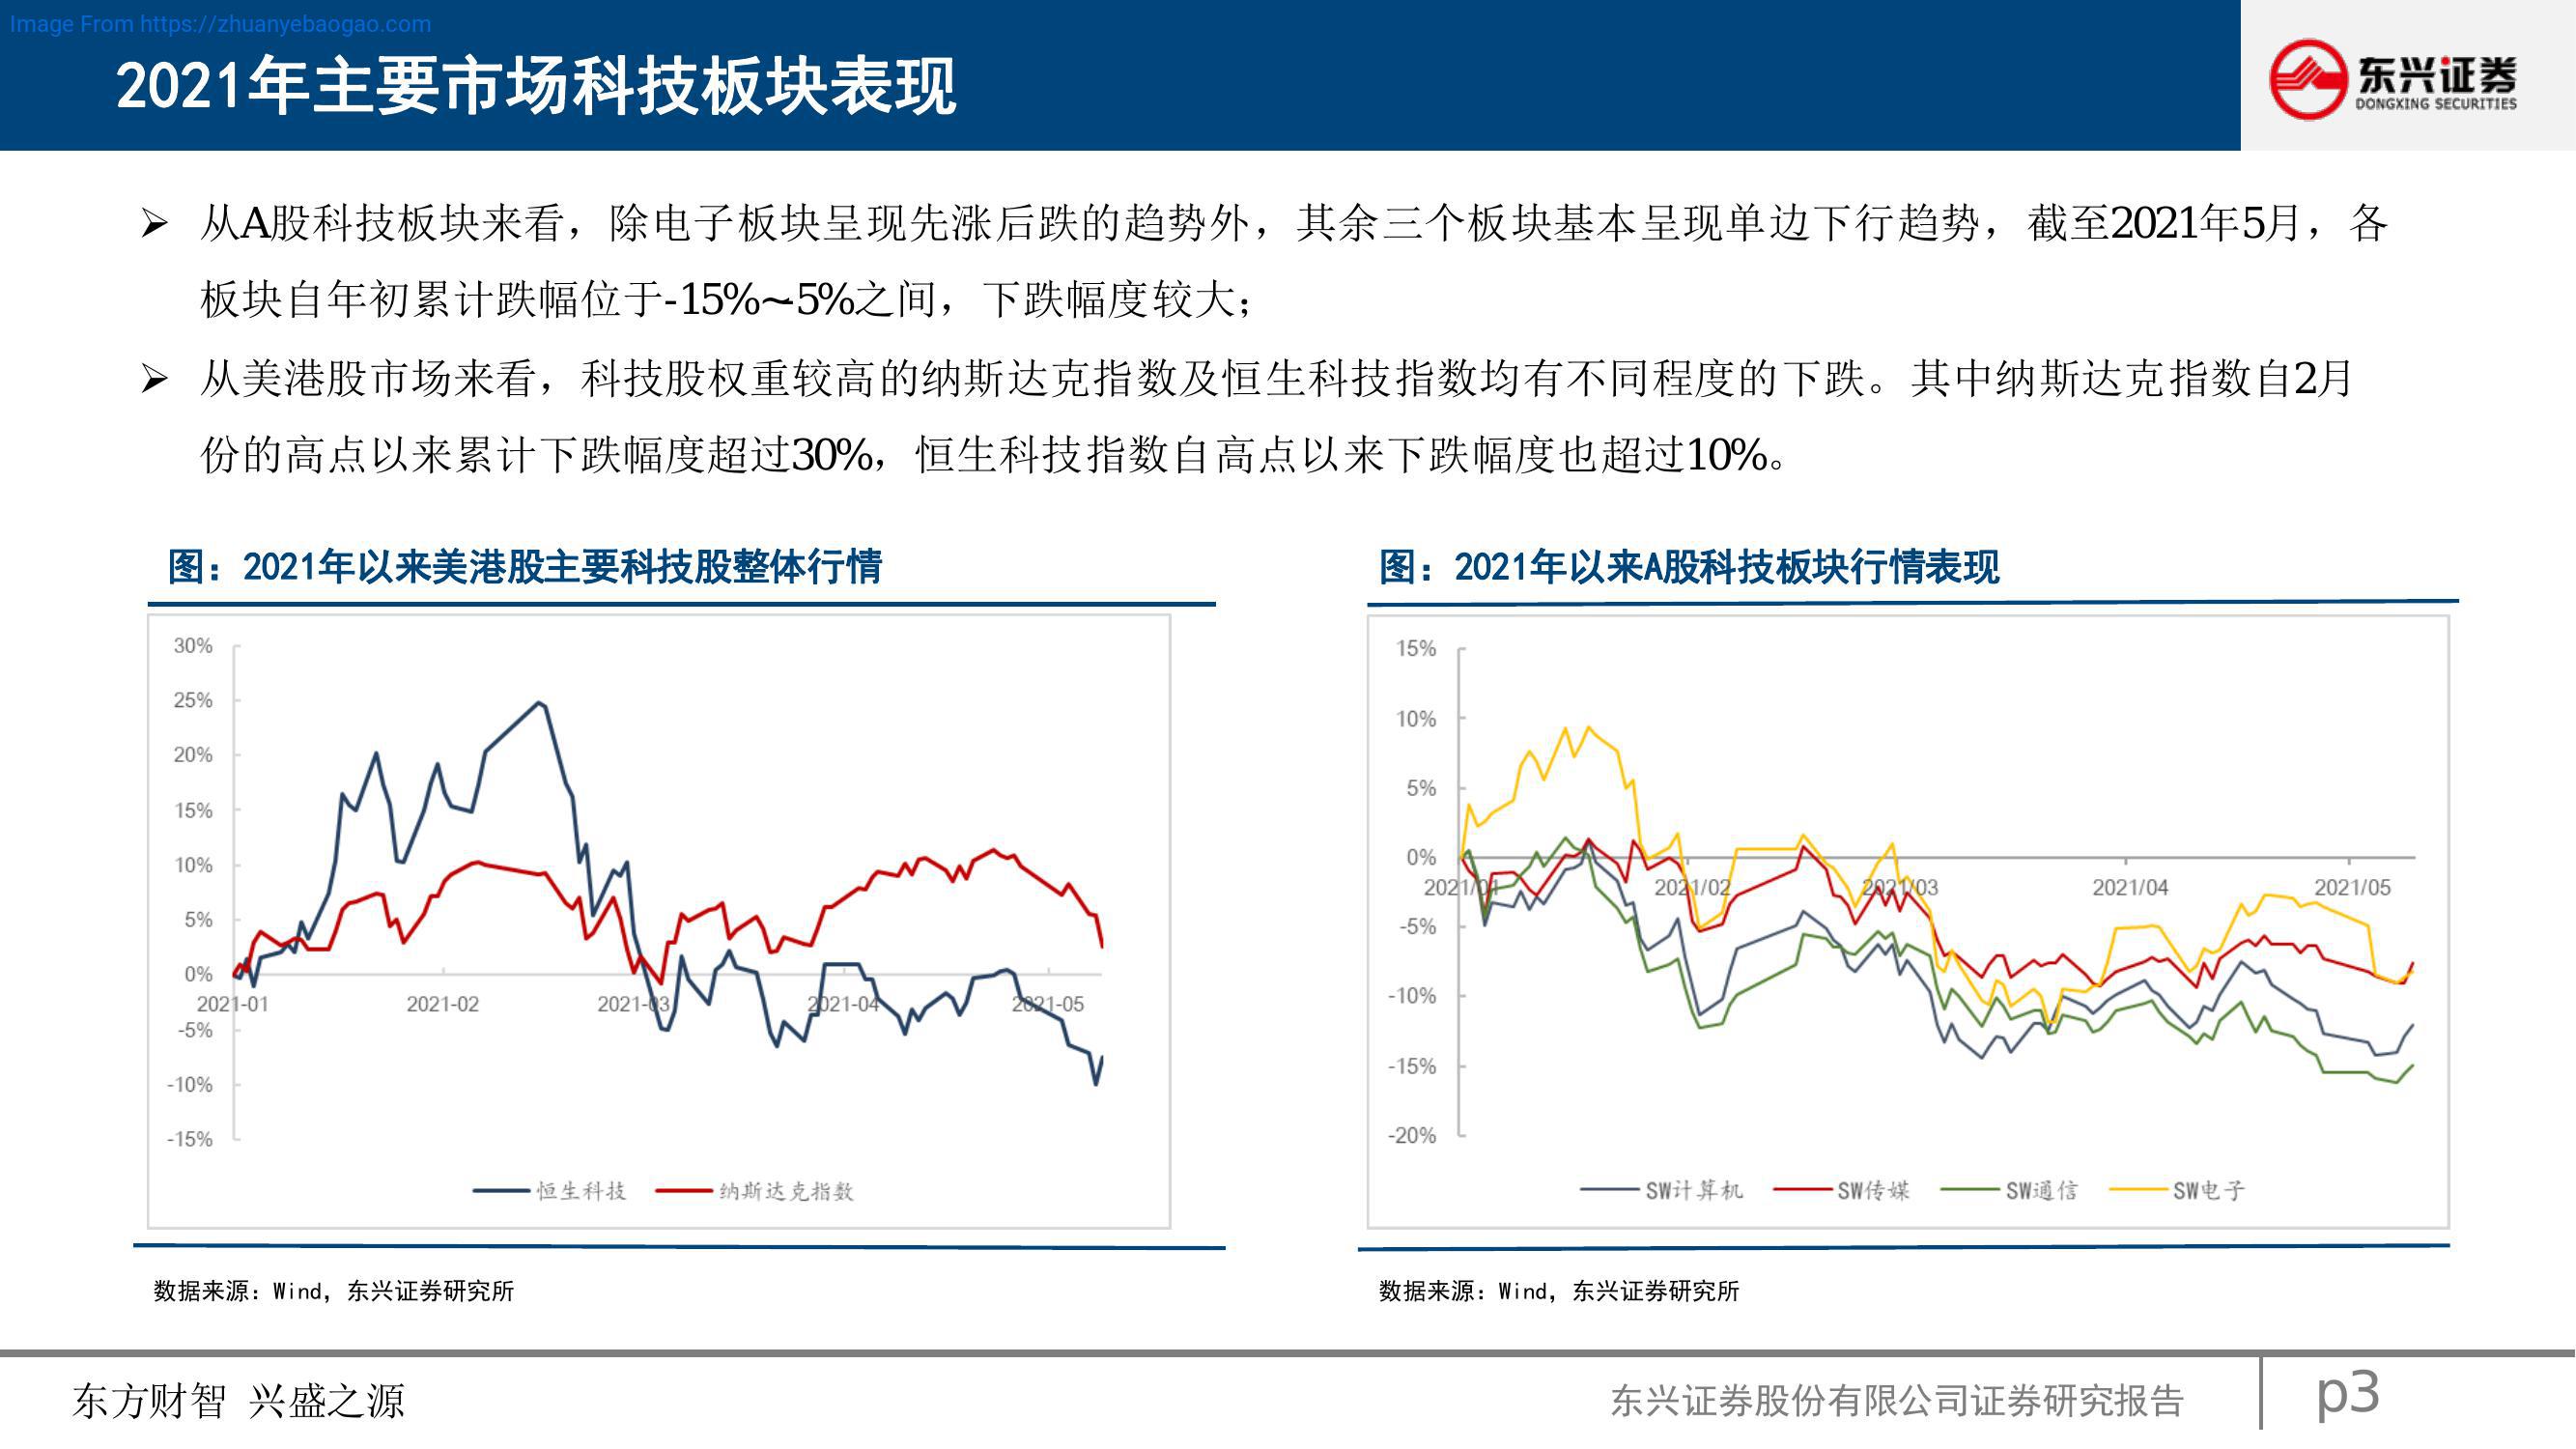 Image From https://zhuanyebaogao.com
2021年主要市场科技板块表现
东兴证券
DONGXING SECURITIES
➢ 从A股科技板块来看，除电子板块呈现先涨后跌的趋势外，其余三个板块基本呈现单边下行趋势，截至2021年5月，各
板块自年初累计跌幅位于-15%~5%之间，下跌幅度较大；
➢ 从美港股市场来看，科技股权重较高的纳斯达克指数及恒生科技指数均有不同程度的下跌。其中纳斯达克指数自2月
份的高点以来累计下跌幅度超过30%，恒生科技指数自高点以来下跌幅度也超过10%。
图：2021年以来美港股主要科技股整体行情
30%
25%
20%
15%
10%
5%
0%
2021-01 2021-02 2021-03 2021-04 2021-05
-5%
-10%
-15%
恒生科技 纳斯达克指数
数据来源：Wind，东兴证券研究所
图：2021年以来A股科技板块行情表现
15%
10%
5%
0%
2021/01 2021/02 2021/03 2021/04 2021/05
-5%
-10%
-15%
-20%
SW计算机 SW传媒 SW通信 SW电子
数据来源：Wind，东兴证券研究所
东方财智 兴盛之源
东兴证券股份有限公司证券研究报告
p3